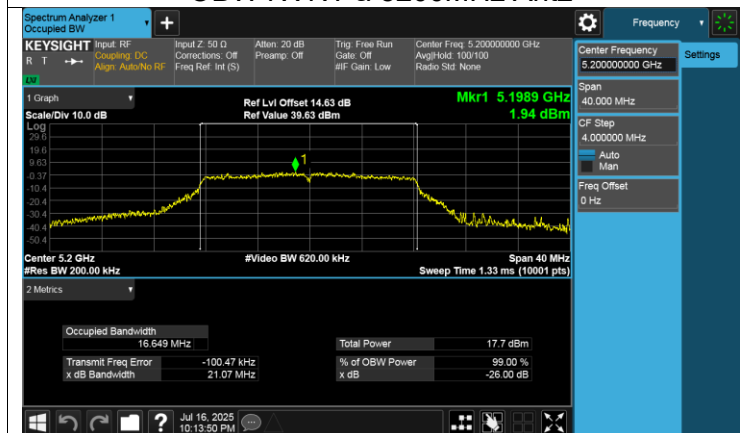 Spectrum Analyzer 1
Occupied BW
+
Frequency
KEYSIGHT
R T
LXI
Input: RF
Coupling: DC
Align: Auto/No RF
Input Z: 50 Ω
Corrections: Off
Freq Ref: Int (S)
Atten: 20 dB
Preamp: Off
Trig: Free Run
Gate: Off
#IF Gain: Low
Center Freq: 5.200000000 GHz
Avg|Hold: 100/100
Radio Std: None
Center Frequency
5.200000000 GHz
Settings
Span
40.000 MHz
CF Step
4.000000 MHz
Auto
Man
Freq Offset
0 Hz
1 Graph
Scale/Div 10.0 dB
Ref Lvl Offset 14.63 dB
Ref Value 39.63 dBm
Mkr1 5.1989 GHz
1.94 dBm
Log
29.6
19.6
9.63
-0.37
-10.4
-20.4
-30.4
-40.4
-50.4
1
Center 5.2 GHz
#Res BW 200.00 kHz
#Video BW 620.00 kHz
Span 40 MHz
Sweep Time 1.33 ms (10001 pts)
2 Metrics
Occupied Bandwidth
16.649 MHz
Transmit Freq Error -100.47 kHz
x dB Bandwidth 21.07 MHz
Total Power 17.7 dBm
% of OBW Power 99.00 %
x dB -26.00 dB
?
Jul 16, 2025
10:13:50 PM